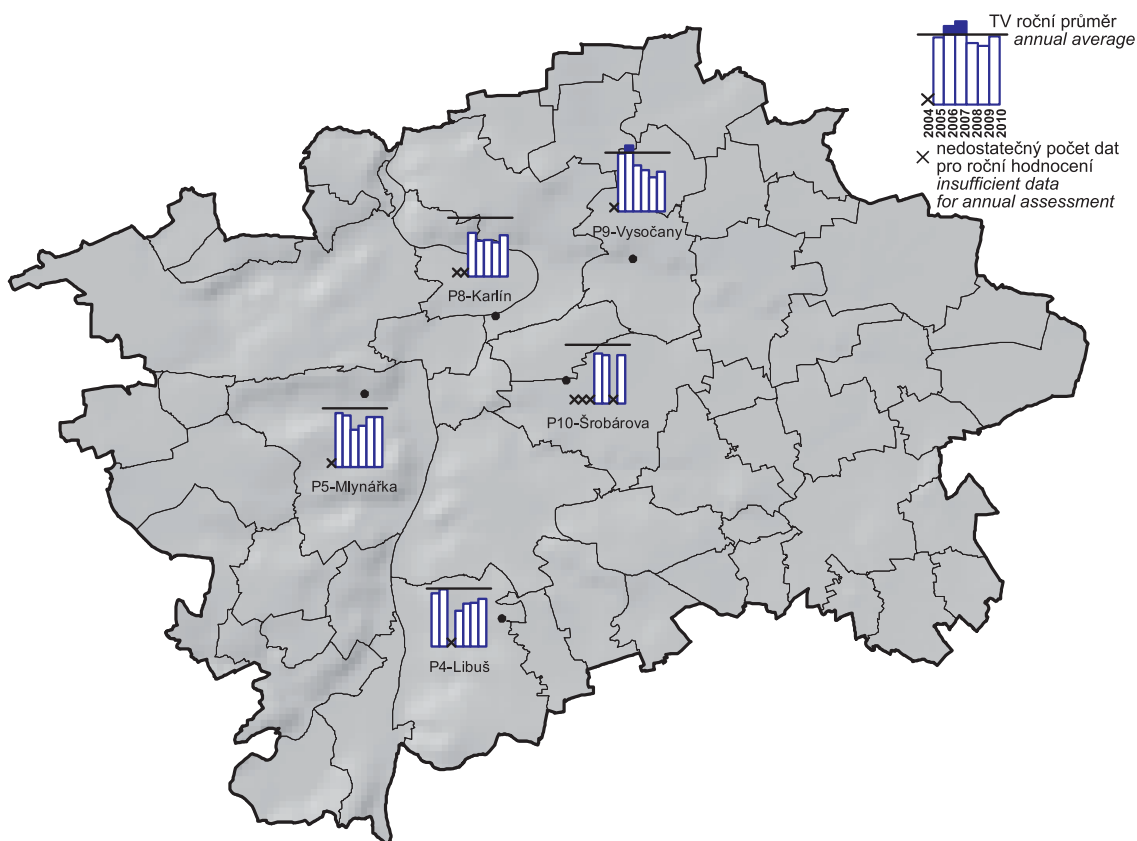 TV roční průměr
annual average
2004
2005
2006
2007
2008
2009
2010
nedostatečný počet dat
pro roční hodnocení
insufficient data
for annual assessment
P9-Vysočany
P8-Karlín
P10-Šrobárova
P5-Mlynářka
P4-Libuš